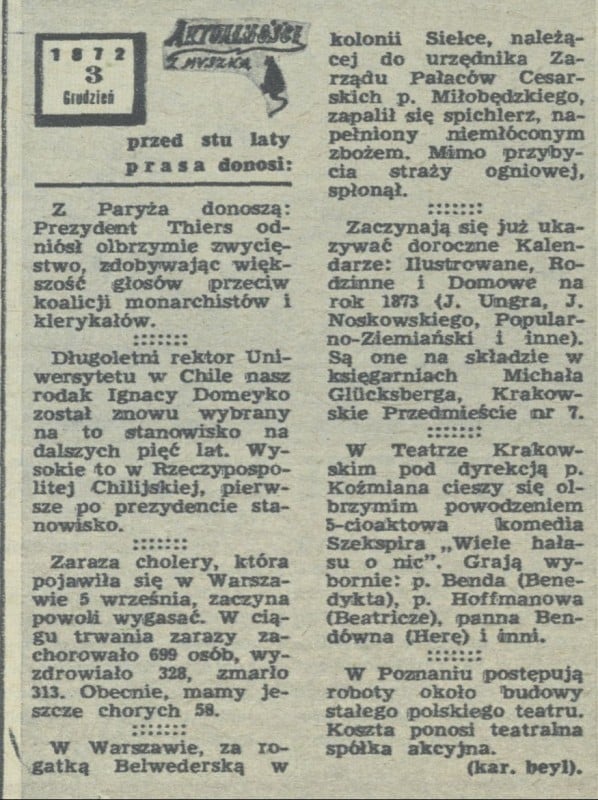 1872
3
Grudzień
AKTUALNOŚCI
Z MYSZKĄ
przed stu laty
prasa donosi:
Z Paryża donoszą:
Prezydent Thiers od-
niósł olbrzymie zwycię-
stwo, zdobywając więk-
szość głosów przeciw
koalicji monarchistów i
klerykałów.
Długoletni rektor Uni-
wersytetu w Chile nasz
rodak Ignacy Domeyko
został znowu wybrany
na to stanowisko na
dalszych pięć lat. Wy-
sokie to w Rzeczypospo-
litej Chilijskiej, pierw-
sze po prezydencie sta-
nowisko.
Zaraza cholery, która
pojawiła się w Warsza-
wie 5 września, zaczyna
powoli wygasać. W cią-
gu trwania zarazy za-
chorowało 699 osób, wy-
zdrowiało 328, zmarło
313. Obecnie, mamy je-
szcze chorych 58.
W Warszawie, za ro-
gatką Belwederską w
kolonii Sielce, należą-
cej do urzędnika Za-
rządu Pałaców Cesar-
skich p. Miłobędzkiego,
zapalił się spichlerz, na-
pełniony niemłóconym
zbożem. Mimo przyby-
cia straży ogniowej,
spłonął.
Zaczynają się już uka-
zywać doroczne Kalen-
darze: Ilustrowane, Ro-
dzinne i Domowe na
rok 1873 (J. Ungra, J.
Noskowskiego, Popular-
no-Ziemiański i inne).
Są one na składzie w
księgarniach Michała
Glücksberga, Krakow-
skie Przedmieście nr 7.
W Teatrze Krakow-
skim pod dyrekcją p.
Koźmiana cieszy się ol-
brzymim powodzeniem
5-cioaktowa komedia
Szekspira „Wiele hała-
su o nic". Grają wy-
bornie: p. Benda (Bene-
dykta), p. Hoffmanowa
(Beatricze), panna Ben-
dówna (Herę) i inni.
W Poznaniu postępują
roboty około budowy
stałego polskiego teatru.
Koszta ponosi teatralna
spółka akcyjna.
(kar. beyl).